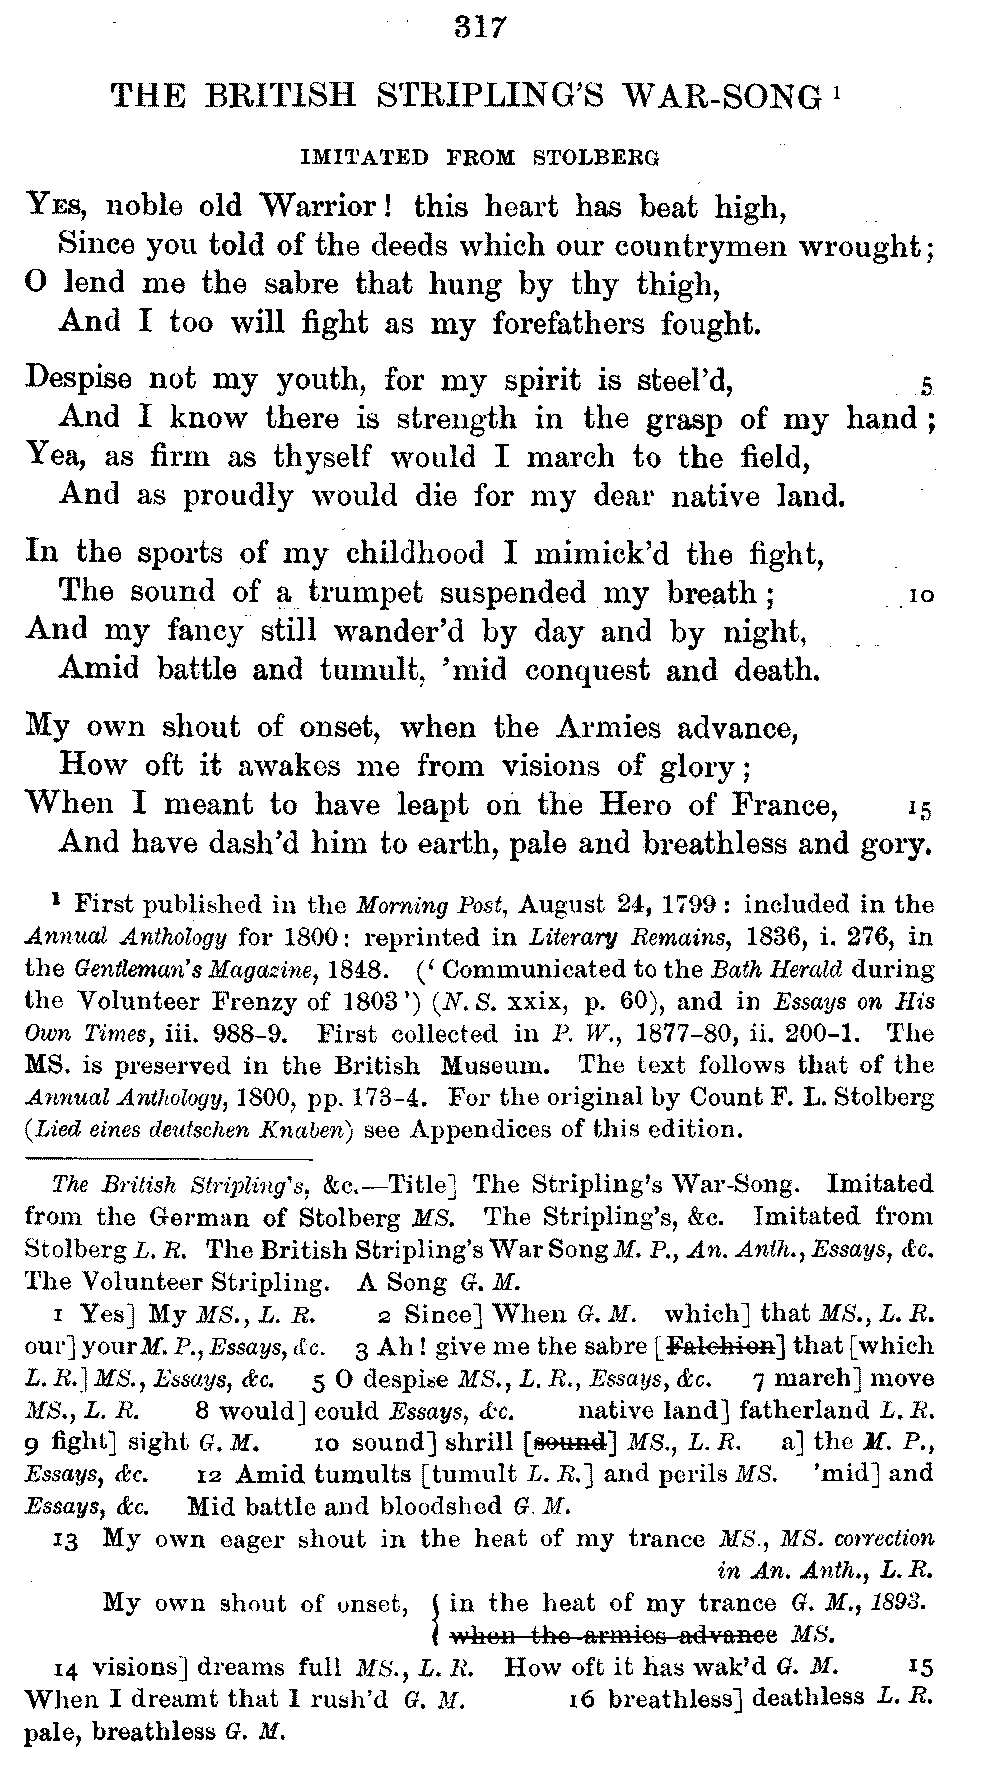 317
THE BRITISH STRIPLING'S WAR-SONG ¹
IMITATED FROM STOLBERG
YES, noble old Warrior! this heart has beat high,
Since you told of the deeds which our countrymen wrought;
O lend me the sabre that hung by thy thigh,
And I too will fight as my forefathers fought.
Despise not my youth, for my spirit is steel'd, 5
And I know there is strength in the grasp of my hand;
Yea, as firm as thyself would I march to the field,
And as proudly would die for my dear native land.
In the sports of my childhood I mimick'd the fight,
The sound of a trumpet suspended my breath; 10
And my fancy still wander'd by day and by night,
Amid battle and tumult, 'mid conquest and death.
My own shout of onset, when the Armies advance,
How oft it awakes me from visions of glory;
When I meant to have leapt on the Hero of France, 15
And have dash'd him to earth, pale and breathless and gory.
¹ First published in the Morning Post, August 24, 1799: included in the
Annual Anthology for 1800: reprinted in Literary Remains, 1836, i. 276, in
the Gentleman's Magazine, 1848. ('Communicated to the Bath Herald during
the Volunteer Frenzy of 1803') (N. S. xxix, p. 60), and in Essays on His
Own Times, iii. 988-9. First collected in P. W., 1877-80, ii. 200-1. The
MS. is preserved in the British Museum. The text follows that of the
Annual Anthology, 1800, pp. 173-4. For the original by Count F. L. Stolberg
(Lied eines deutschen Knaben) see Appendices of this edition.
The British Stripling's, &c.—Title] The Stripling's War-Song. Imitated
from the German of Stolberg MS. The Stripling's, &c. Imitated from
Stolberg L. R. The British Stripling's War Song M. P., An. Anth., Essays, &c.
The Volunteer Stripling. A Song G. M.
1 Yes] My MS., L. R. 2 Since] When G. M. which] that MS., L. R.
our] your M. P., Essays, &c. 3 Ah! give me the sabre [Falchion] that [which
L. R.] MS., Essays, &c. 5 O despise MS., L. R., Essays, &c. 7 march] move
MS., L. R. 8 would] could Essays, &c. native land] fatherland L. R.
9 fight] sight G. M. 10 sound] shrill [sound] MS., L. R. a] the M. P.,
Essays, &c. 12 Amid tumults [tumult L. R.] and perils MS. 'mid] and
Essays, &c. Mid battle and bloodshed G. M.
13 My own eager shout in the heat of my trance MS., MS. correction
in An. Anth., L. R.
My own shout of onset, { in the heat of my trance G. M., 1893.
when the armies advance MS.
14 visions] dreams full MS., L. R. How oft it has wak'd G. M. 15
When I dreamt that I rush'd G. M. 16 breathless] deathless L. R.
pale, breathless G. M.